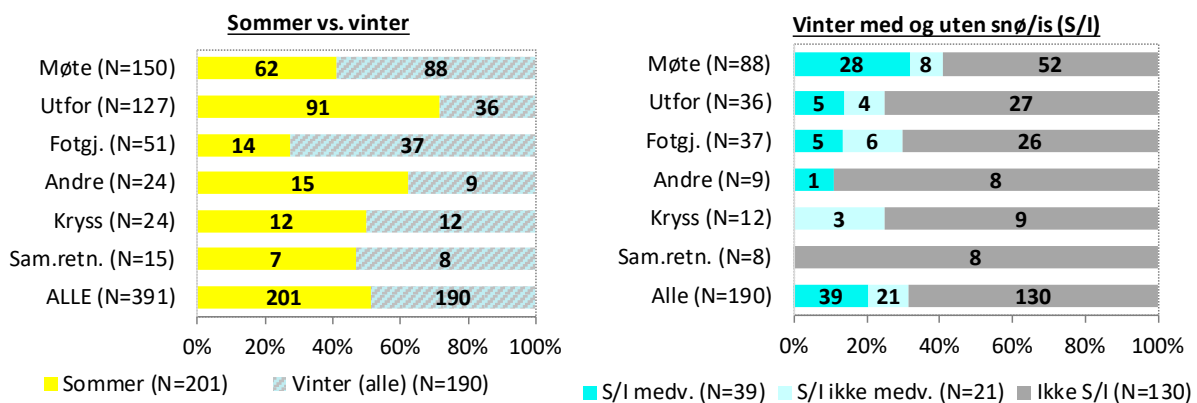 Sommer vs. vinter
Møte (N=150) 62 88
Utfor (N=127) 91 36
Fotgj. (N=51) 14 37
Andre (N=24) 15 9
Kryss (N=24) 12 12
Sam.retn. (N=15) 7 8
ALLE (N=391) 201 190
0% 20% 40% 60% 80% 100%
Sommer (N=201) Vinter (alle) (N=190)
Vinter med og uten snø/is (S/I)
Møte (N=88) 28 8 52
Utfor (N=36) 5 4 27
Fotgj. (N=37) 5 6 26
Andre (N=9) 1 8
Kryss (N=12) 3 9
Sam.retn. (N=8) 8
Alle (N=190) 39 21 130
0% 20% 40% 60% 80% 100%
S/I medv. (N=39) S/I ikke medv. (N=21) Ikke S/I (N=130)